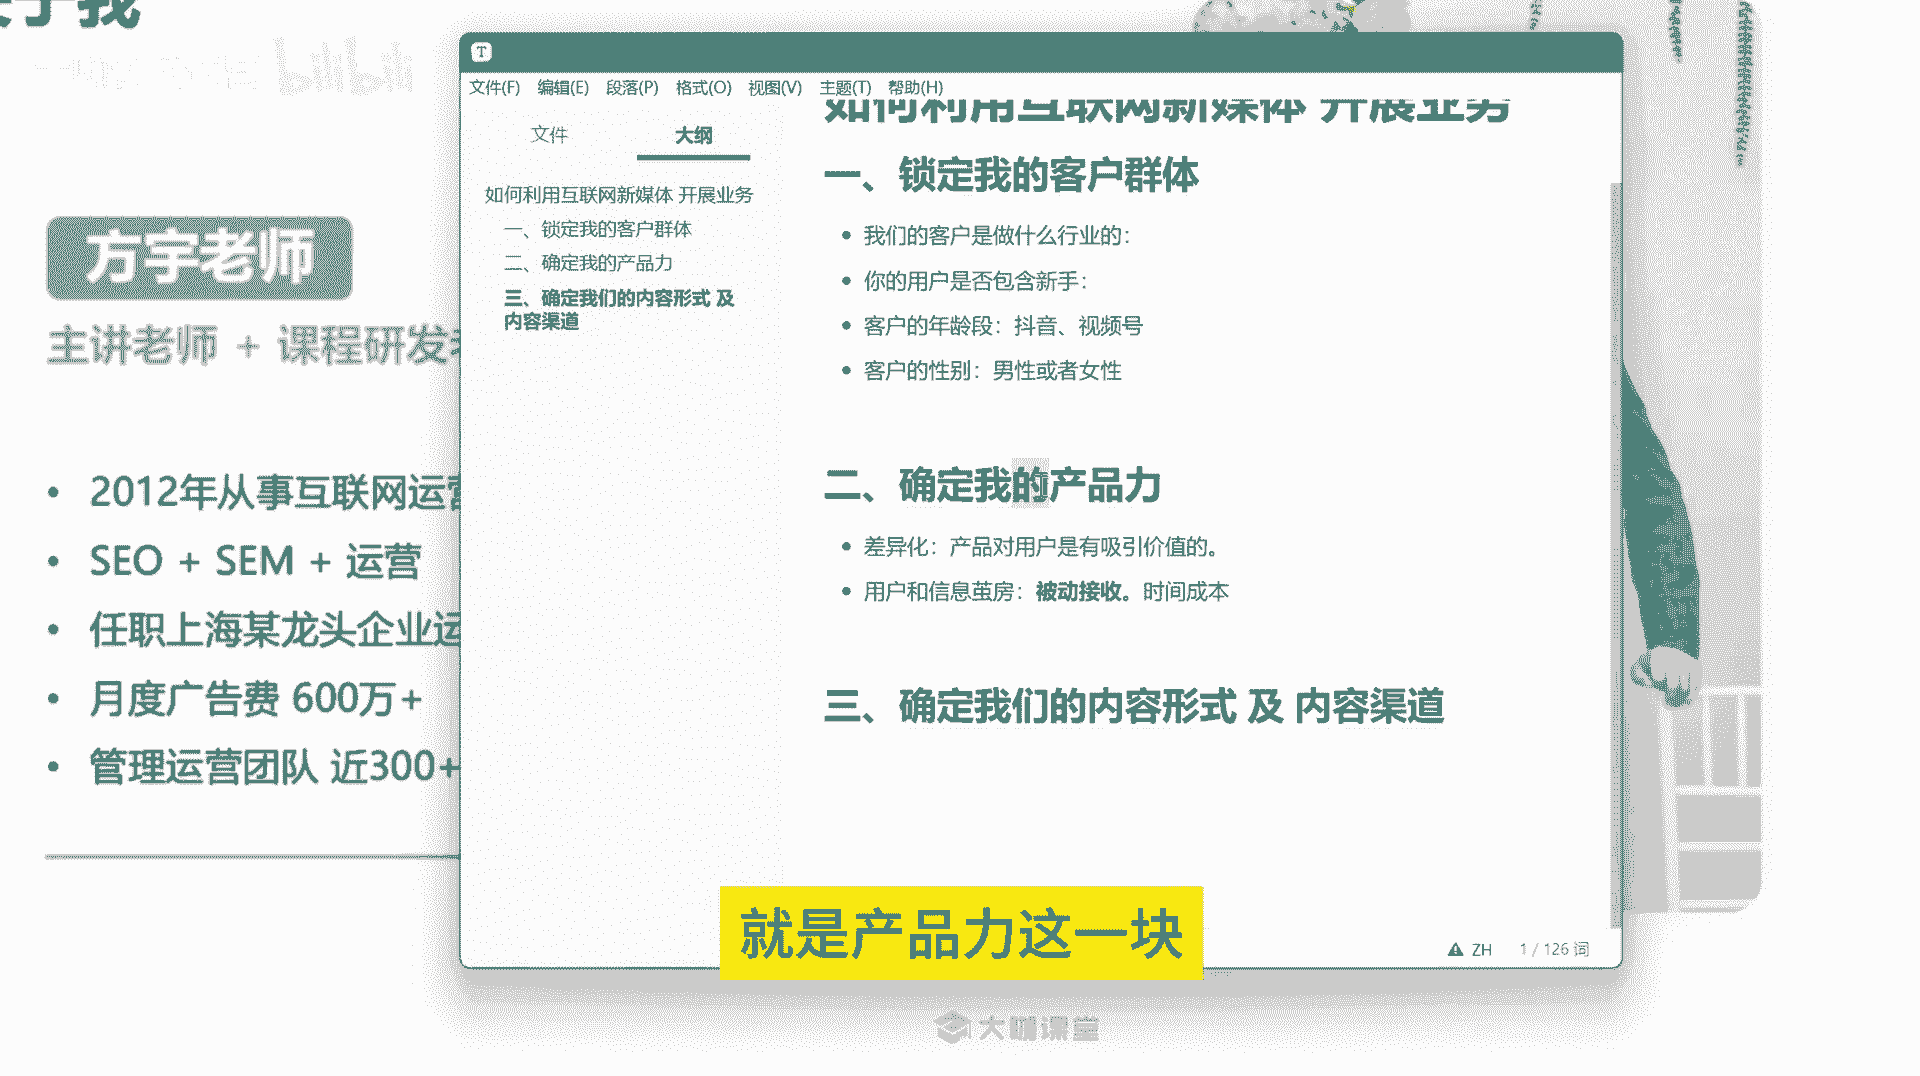 关于我
bilibili
方宇老师
主讲老师 + 课程研发老
2012年从事互联网运营
SEO + SEM + 运营
任职上海某龙头企业运
月度广告费 600万+
管理运营团队 近300+
T
文件(F) 编辑(E) 段落(P) 格式(O) 视图(V) 主题(T) 帮助(H)
文件 大纲
如何利用互联网新媒体 开展业务
一、锁定我的客户群体
二、确定我的产品力
三、确定我们的内容形式 及
内容渠道
如何利用互联网新媒体 开展业务
一、锁定我的客户群体
我们的客户是做什么行业的：
你的用户是否包含新手：
客户的年龄段：抖音、视频号
客户的性别：男性或者女性
二、确定我的产品力
差异化：产品对用户是有吸引价值的。
用户和信息茧房：被动接收。时间成本
三、确定我们的内容形式 及 内容渠道
ZH 1 / 126 词
就是产品力这一块
大咖课堂